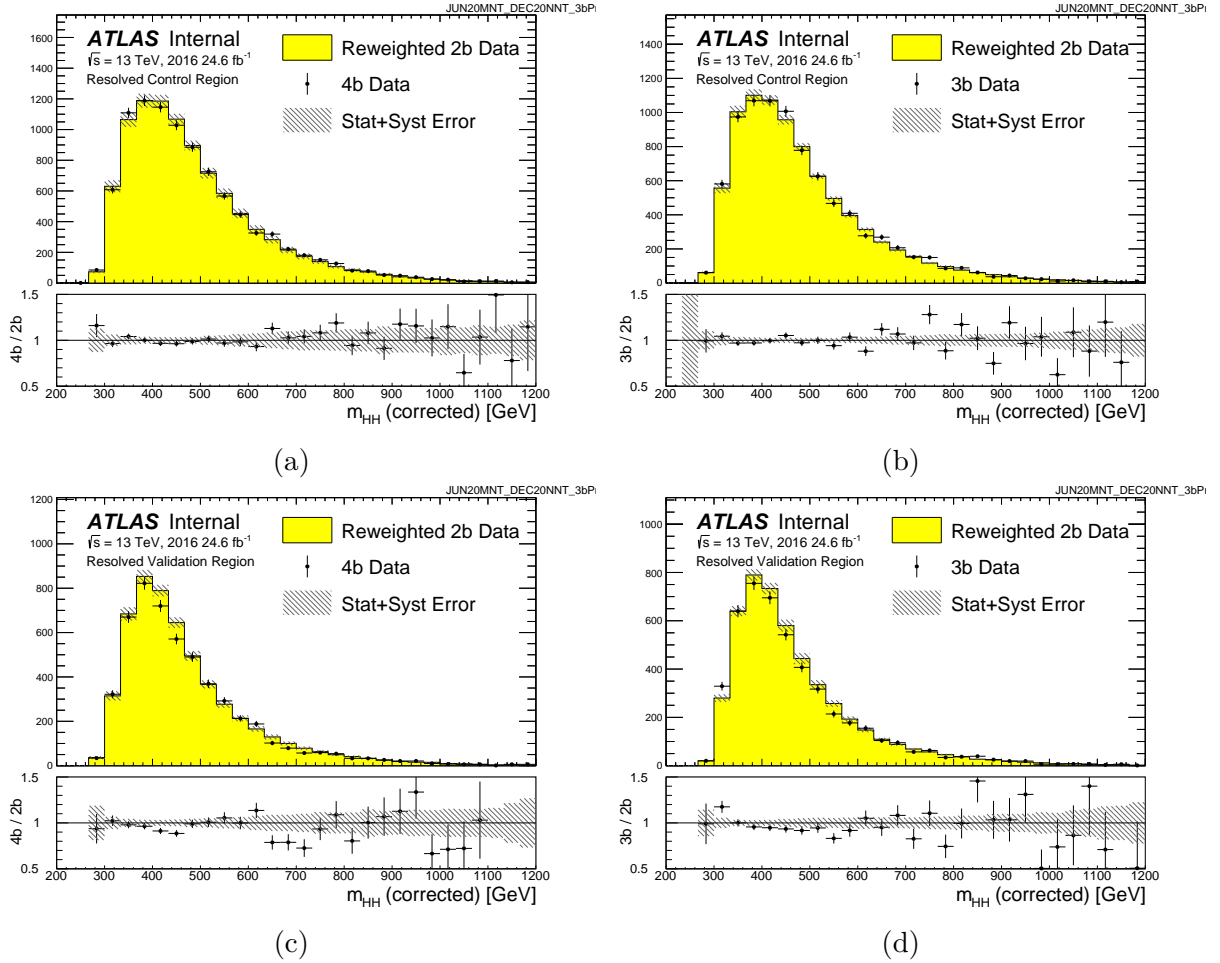 JUN20MNT_DEC20NNT_3bPr
ATLAS Internal
√s = 13 TeV, 2016 24.6 fb-1
Resolved Control Region
Reweighted 2b Data
4b Data
Stat+Syst Error
0 200 400 600 800 1000 1200 1400 1600
4b / 2b
0.5 1 1.5
200 300 400 500 600 700 800 900 1000 1100 1200
mHH (corrected) [GeV]
(a)
JUN20MNT_DEC20NNT_3bPr
ATLAS Internal
√s = 13 TeV, 2016 24.6 fb-1
Resolved Control Region
Reweighted 2b Data
3b Data
Stat+Syst Error
0 200 400 600 800 1000 1200 1400
3b / 2b
0.5 1 1.5
200 300 400 500 600 700 800 900 1000 1100 1200
mHH (corrected) [GeV]
(b)
JUN20MNT_DEC20NNT_3bPr
ATLAS Internal
√s = 13 TeV, 2016 24.6 fb-1
Resolved Validation Region
Reweighted 2b Data
4b Data
Stat+Syst Error
0 200 400 600 800 1000 1200
4b / 2b
0.5 1 1.5
200 300 400 500 600 700 800 900 1000 1100 1200
mHH (corrected) [GeV]
(c)
JUN20MNT_DEC20NNT_3bPr
ATLAS Internal
√s = 13 TeV, 2016 24.6 fb-1
Resolved Validation Region
Reweighted 2b Data
3b Data
Stat+Syst Error
0 200 400 600 800 1000
3b / 2b
0.5 1 1.5
200 300 400 500 600 700 800 900 1000 1100 1200
mHH (corrected) [GeV]
(d)